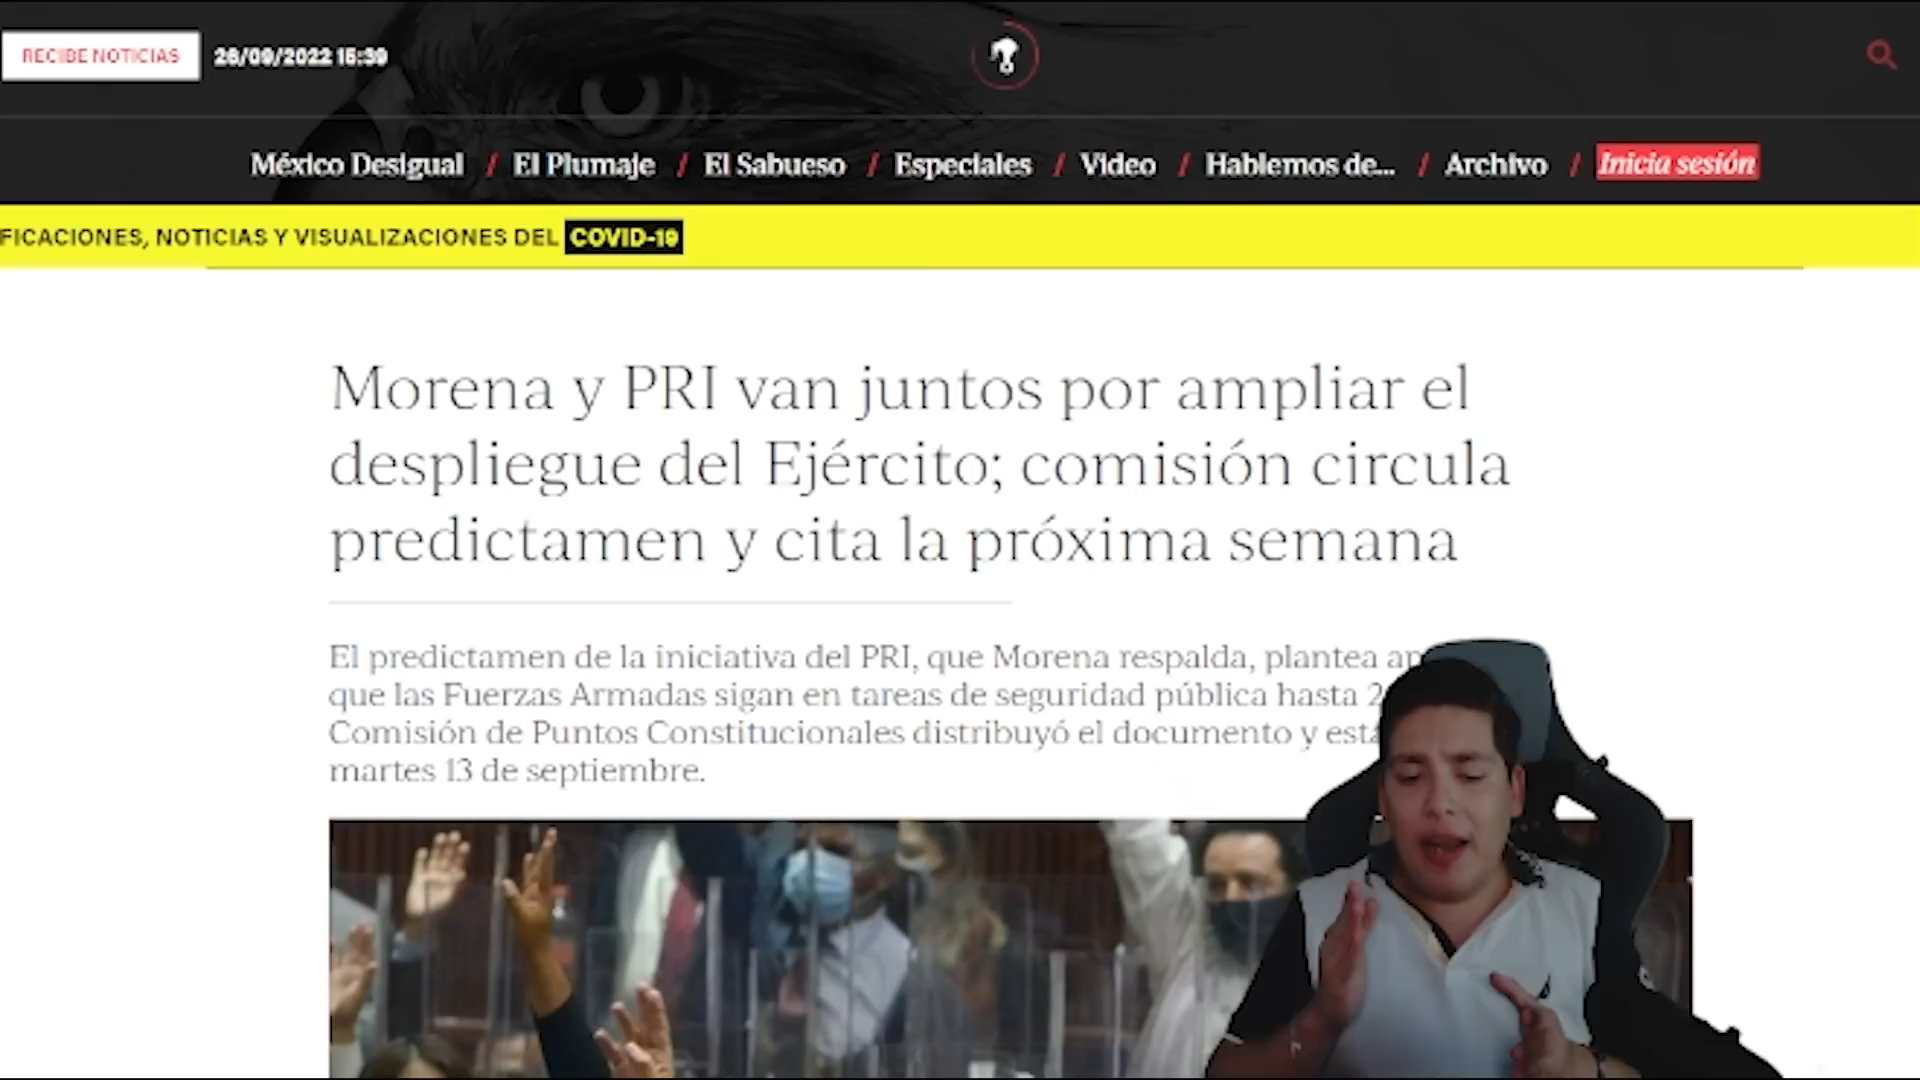 RECIBE NOTICIAS 26/09/2022 15:39
México Desigual / El Plumaje / El Sabueso / Especiales / Video / Hablemos de... / Archivo / Inicia sesión
FICACIONES, NOTICIAS Y VISUALIZACIONES DEL COVID-19
Morena y PRI van juntos por ampliar el
despliegue del Ejército; comisión circula
predictamen y cita la próxima semana
El predictamen de la iniciativa del PRI, que Morena respalda, plantea
que las Fuerzas Armadas sigan en tareas de seguridad pública hasta
Comisión de Puntos Constitucionales distribuyó el documento y
martes 13 de septiembre.